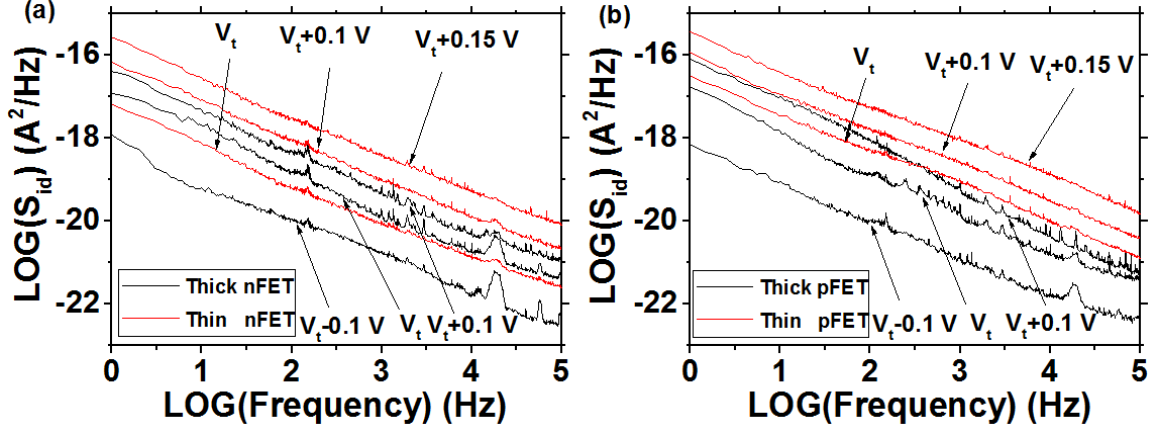 (a)
V_t V_t+0.1 V V_t+0.15 V
LOG(S_id) (A^2/Hz)
-16
-18
-20
-22
Thick nFET
Thin nFET
V_t-0.1 V V_t V_t+0.1 V
0 1 2 3 4 5
LOG(Frequency) (Hz)
(b)
V_t V_t+0.1 V V_t+0.15 V
LOG(S_id) (A^2/Hz)
-16
-18
-20
-22
Thick pFET
Thin pFET
V_t-0.1 V V_t V_t+0.1 V
0 1 2 3 4 5
LOG(Frequency) (Hz)